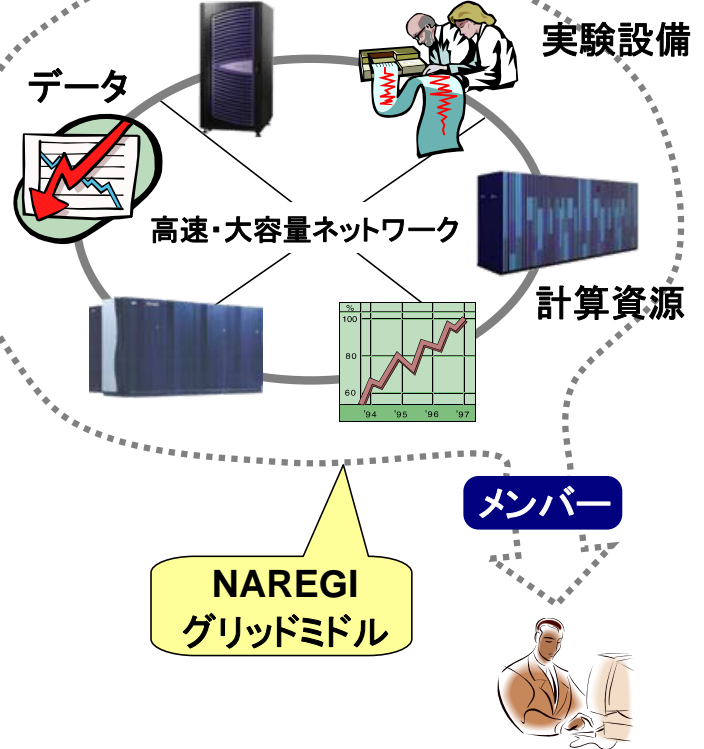 実験設備
データ
高速・大容量ネットワーク
計算資源
%
100
80
60
'94 '95 '96 '97
メンバー
NAREGI
グリッドミドル